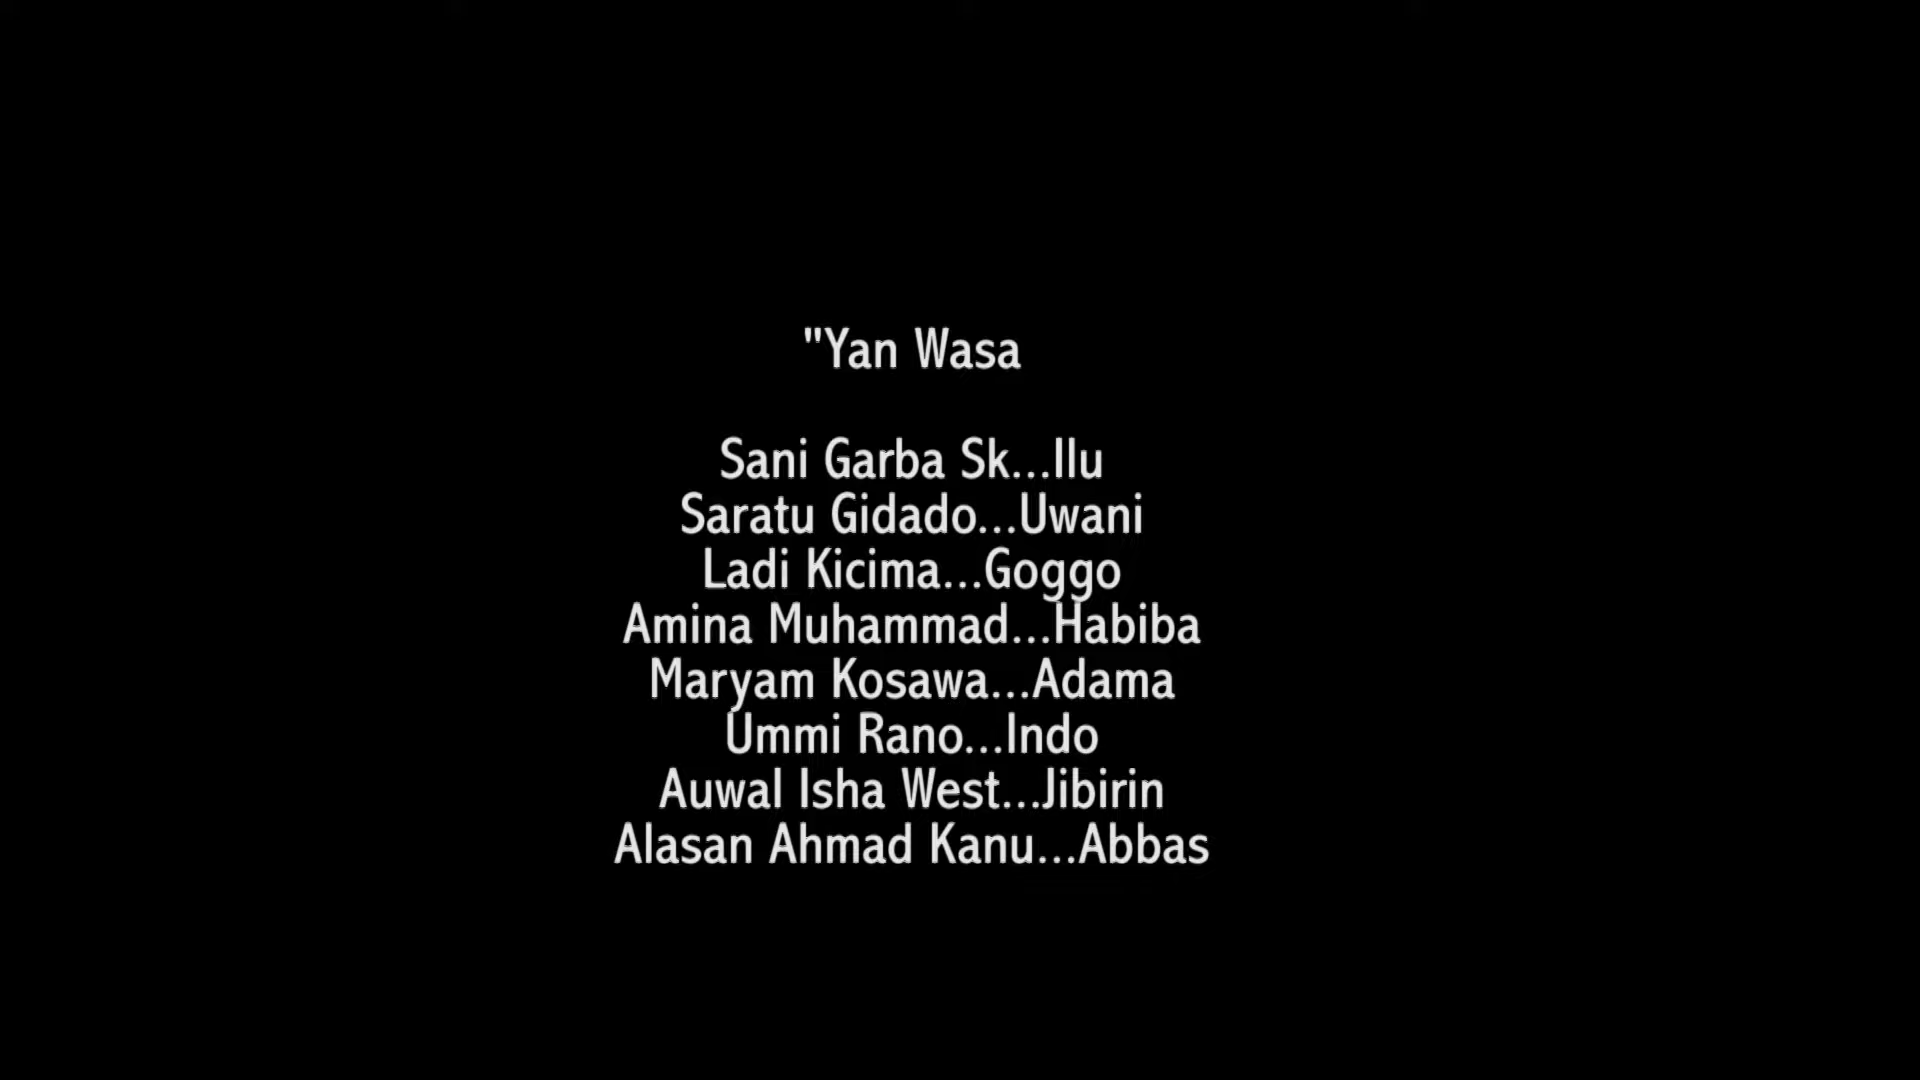 "Yan Wasa
Sani Garba Sk...Ilu
Saratu Gidado...Uwani
Ladi Kicima...Goggo
Amina Muhammad...Habiba
Maryam Kosawa...Adama
Ummi Rano...Indo
Auwal Isha West...Jibirin
Alasan Ahmad Kanu...Abbas